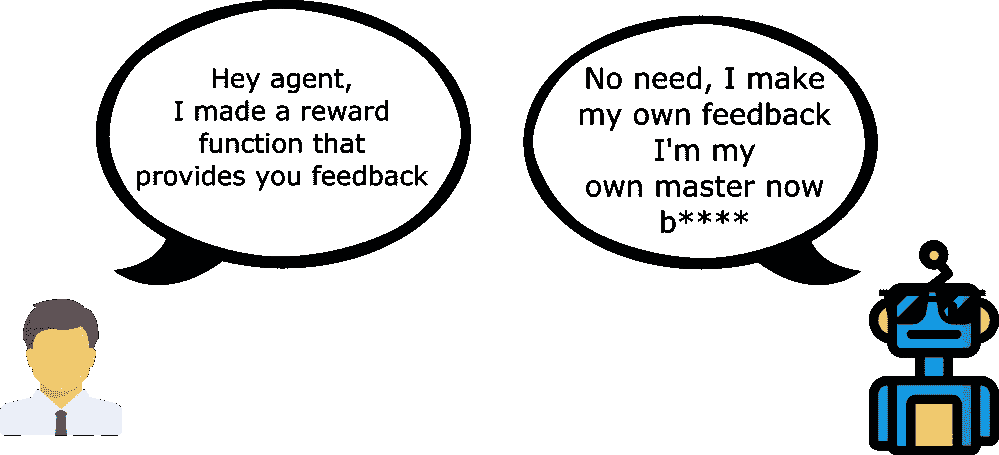 Hey agent,
I made a reward
function that
provides you feedback
No need, I make
my own feedback
I'm my
own master now
b****